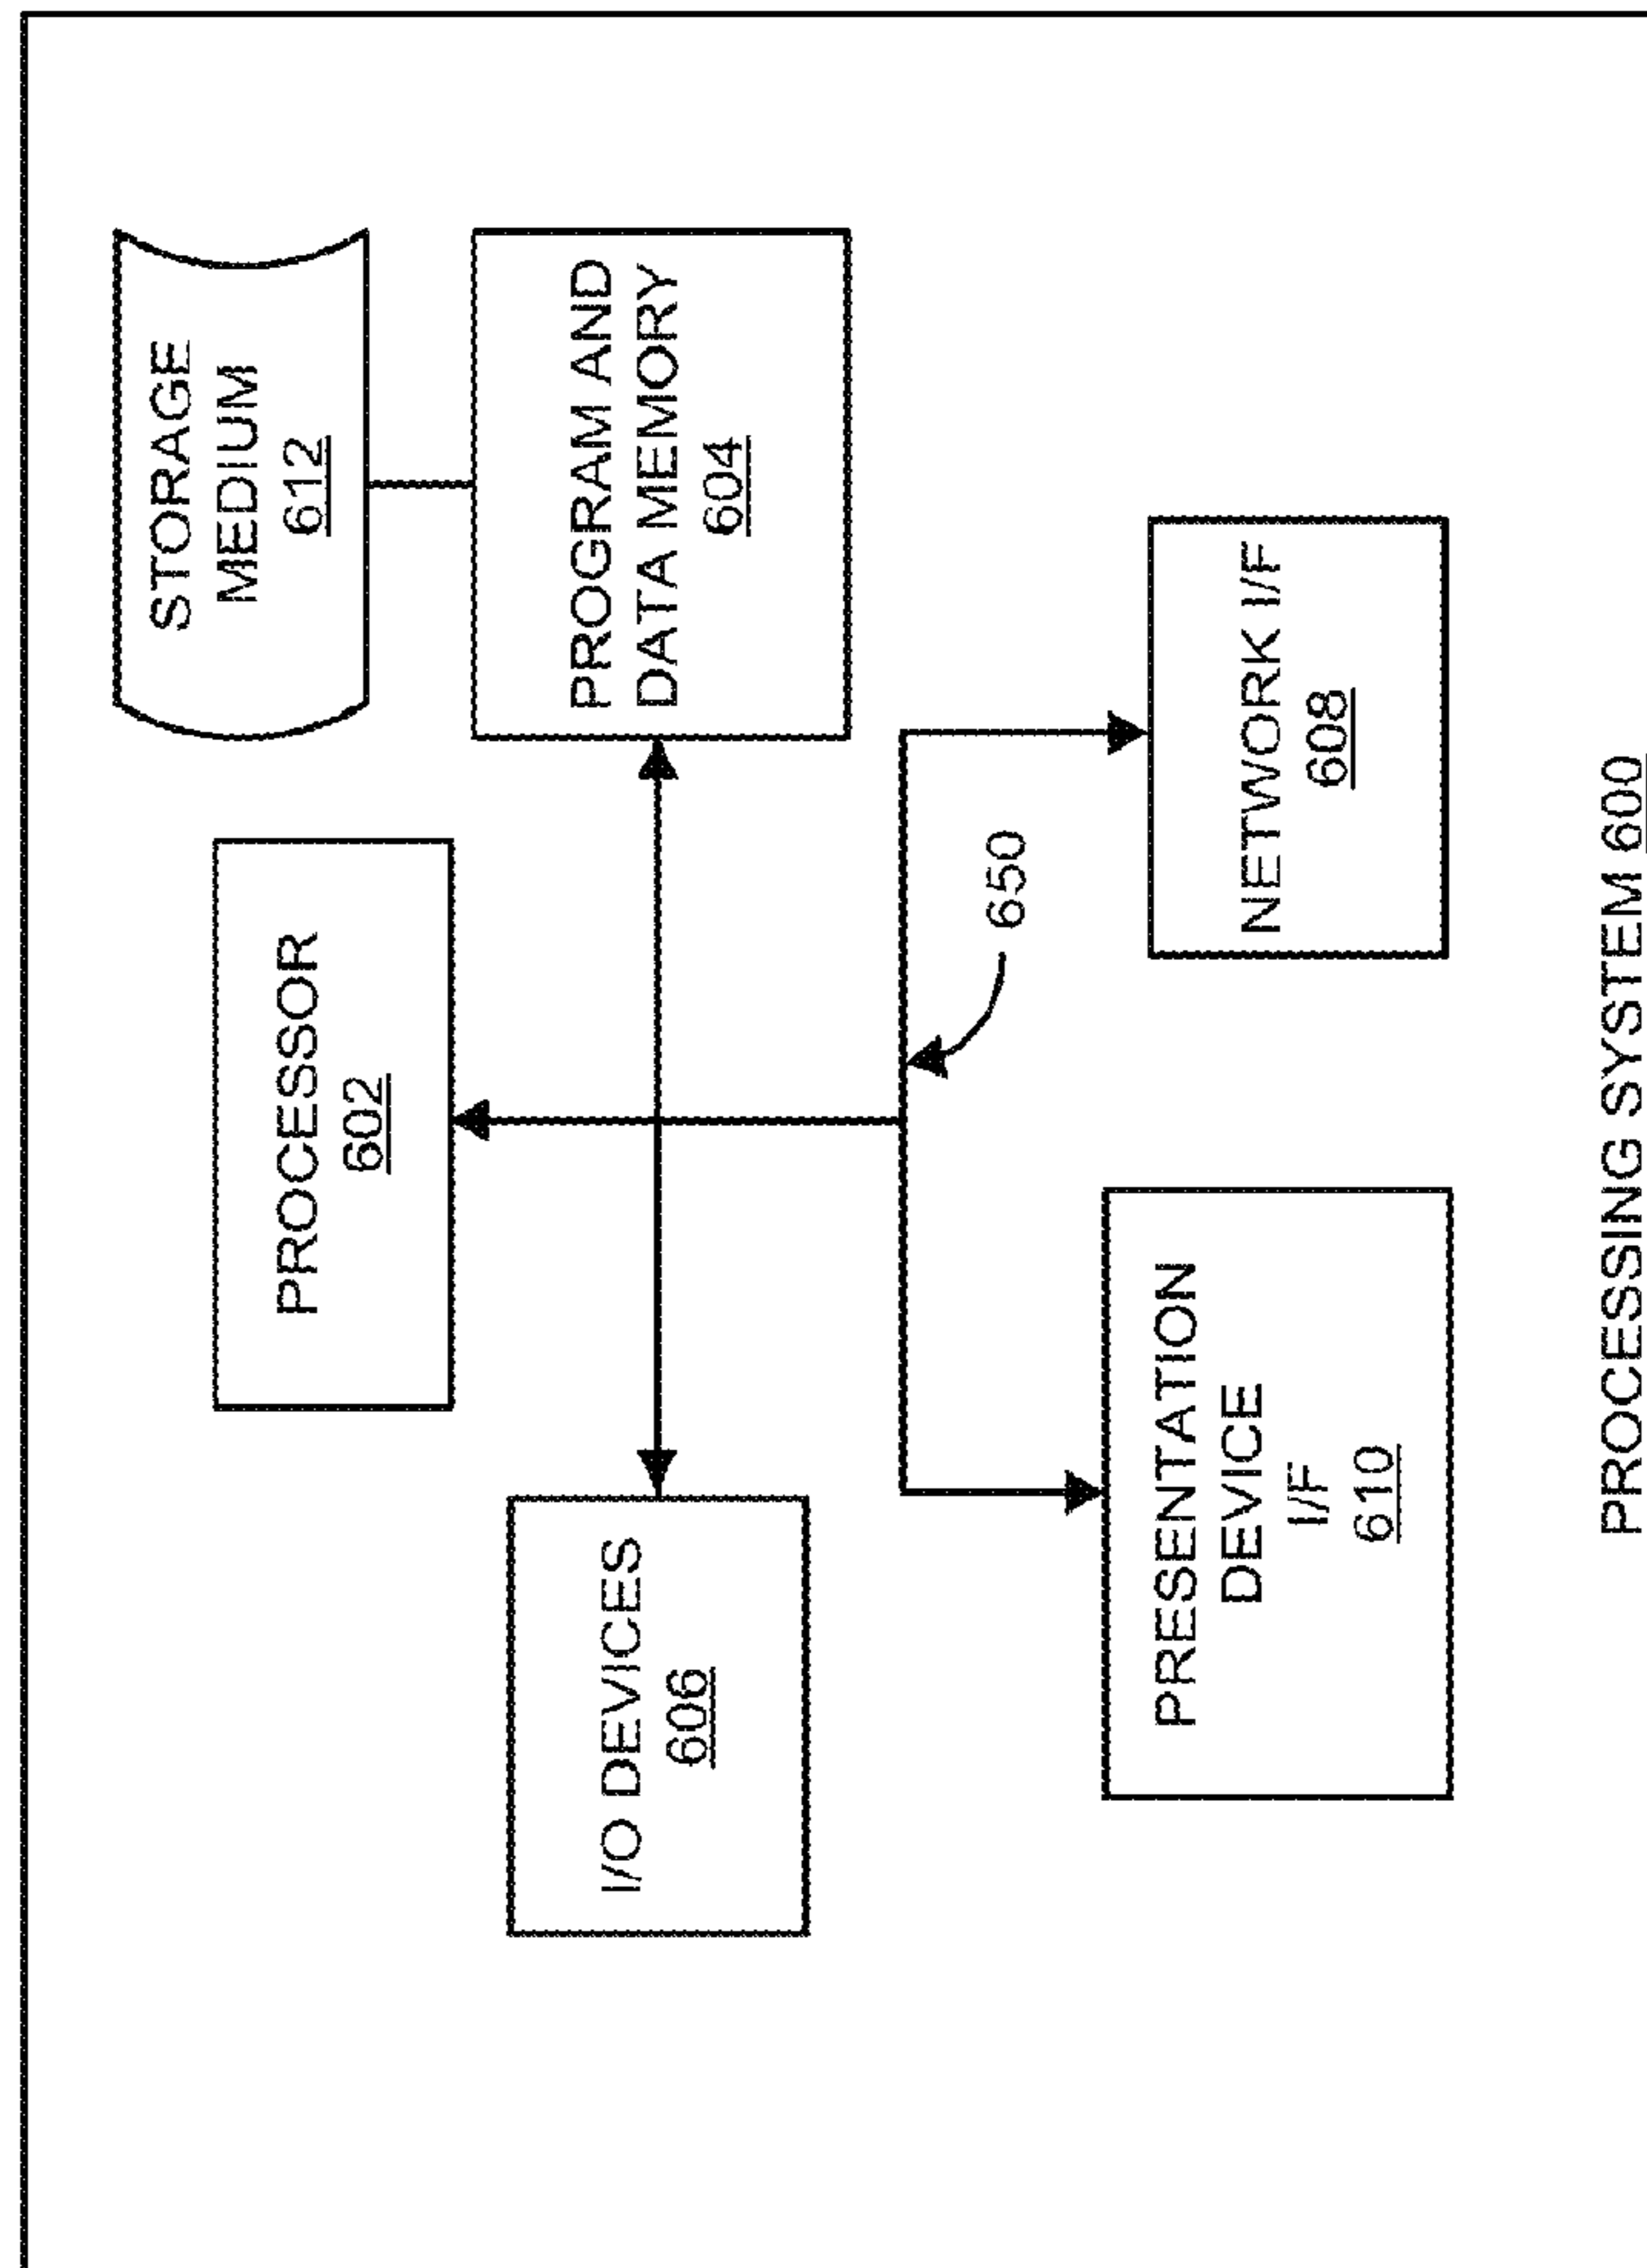 STORAGE
MEDIUM
612
PROCESSOR
602
PROGRAM AND
DATA MEMORY
604
I/O DEVICES
606
650
PRESENTATION
DEVICE
I/F
610
NETWORK I/F
608
PROCESSING SYSTEM 600